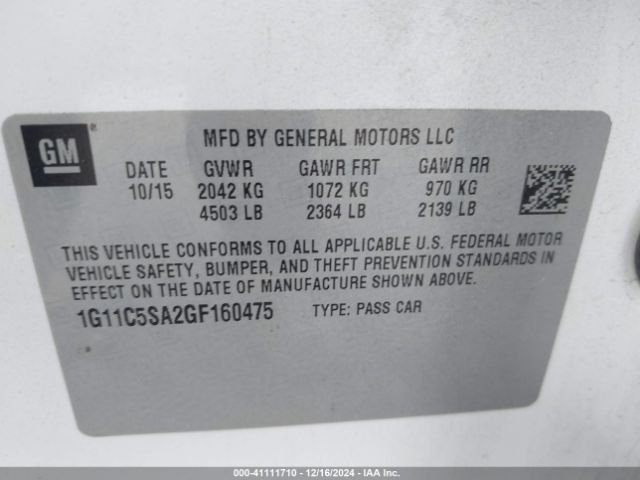 GM
®
MFD BY GENERAL MOTORS LLC
DATE GVWR GAWR FRT GAWR RR
10/15 2042 KG 1072 KG 970 KG
4503 LB 2364 LB 2139 LB
THIS VEHICLE CONFORMS TO ALL APPLICABLE U.S. FEDERAL MOTOR
VEHICLE SAFETY, BUMPER, AND THEFT PREVENTION STANDARDS IN
EFFECT ON THE DATE OF MANUFACTURE SHOWN ABOVE.
1G11C5SA2GF160475 TYPE: PASS CAR
000-41111710 - 12/16/2024 - IAA Inc.